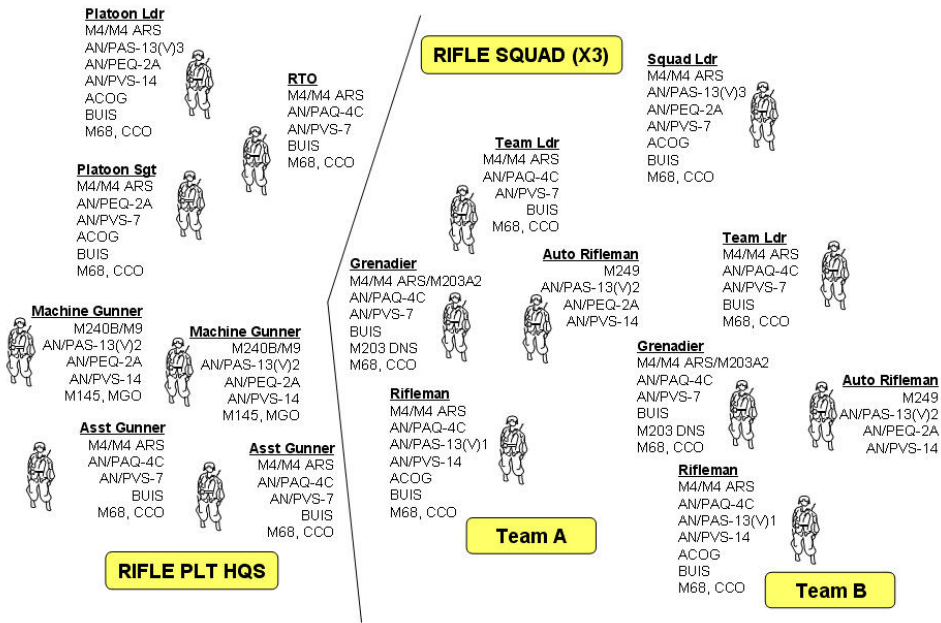 Platoon Ldr
M4/M4 ARS
AN/PAS-13(V)3
AN/PEQ-2A
AN/PVS-14
ACOG
BUIS
M68, CCO
RTO
M4/M4 ARS
AN/PAQ-4C
AN/PVS-7
BUIS
M68, CCO
Platoon Sgt
M4/M4 ARS
AN/PEQ-2A
AN/PVS-7
ACOG
BUIS
M68, CCO
Machine Gunner
M240B/M9
AN/PAS-13(V)2
AN/PEQ-2A
AN/PVS-14
M145, MGO
Machine Gunner
M240B/M9
AN/PAS-13(V)2
AN/PEQ-2A
AN/PVS-14
M145, MGO
Asst Gunner
M4/M4 ARS
AN/PAQ-4C
AN/PVS-7
BUIS
M68, CCO
Asst Gunner
M4/M4 ARS
AN/PAQ-4C
AN/PVS-7
BUIS
M68, CCO
RIFLE PLT HQS
RIFLE SQUAD (X3)
Squad Ldr
M4/M4 ARS
AN/PAS-13(V)3
AN/PEQ-2A
AN/PVS-7
ACOG
BUIS
M68, CCO
Team Ldr
M4/M4 ARS
AN/PAQ-4C
AN/PVS-7
BUIS
M68, CCO
Grenadier
M4/M4 ARS/M203A2
AN/PAQ-4C
AN/PVS-7
BUIS
M203 DNS
M68, CCO
Auto Rifleman
M249
AN/PAS-13(V)2
AN/PEQ-2A
AN/PVS-14
Rifleman
M4/M4 ARS
AN/PAQ-4C
AN/PAS-13(V)1
AN/PVS-14
ACOG
BUIS
M68, CCO
Team A
Team Ldr
M4/M4 ARS
AN/PAQ-4C
AN/PVS-7
BUIS
M68, CCO
Grenadier
M4/M4 ARS/M203A2
AN/PAQ-4C
AN/PVS-7
BUIS
M203 DNS
M68, CCO
Auto Rifleman
M249
AN/PAS-13(V)2
AN/PEQ-2A
AN/PVS-14
Rifleman
M4/M4 ARS
AN/PAQ-4C
AN/PAS-13(V)1
AN/PVS-14
ACOG
BUIS
M68, CCO
Team B